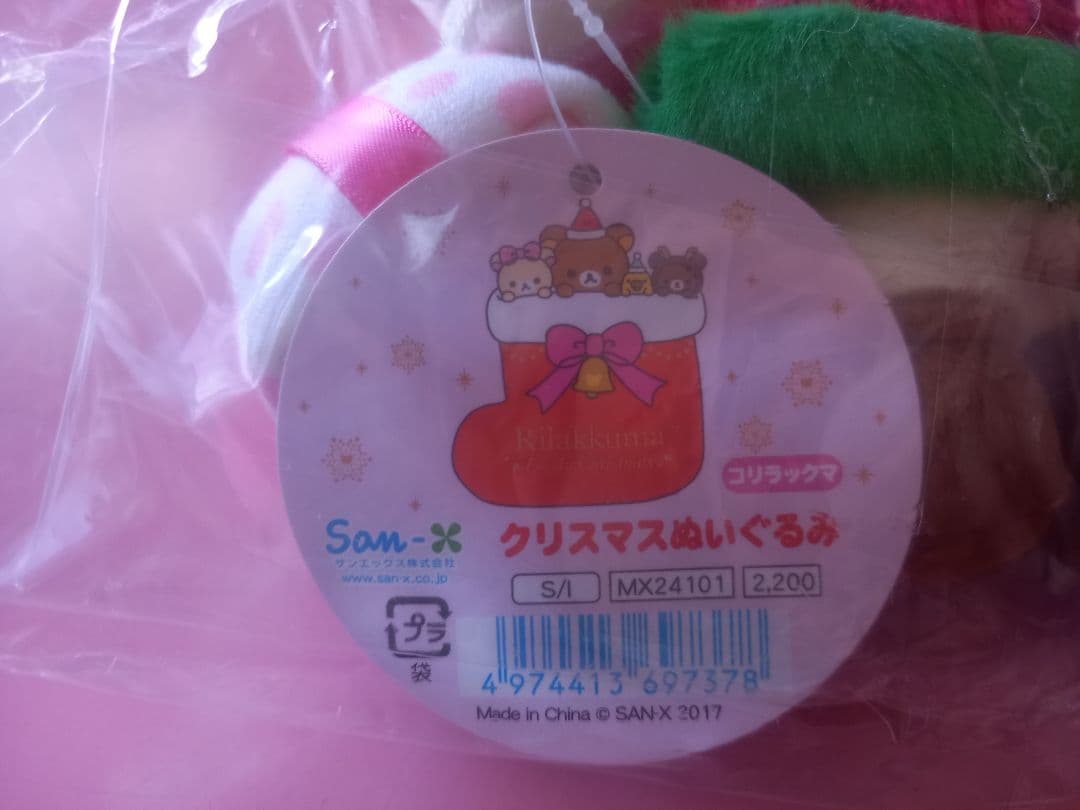 Rilakkuma
コリラックマ
San-X
クリスマスぬいぐるみ
サンエックス株式会社
www.san-x.co.jp
S/I MX24101 2,200
プラ
袋
4 974413 697378
Made in China © SAN-X 2017